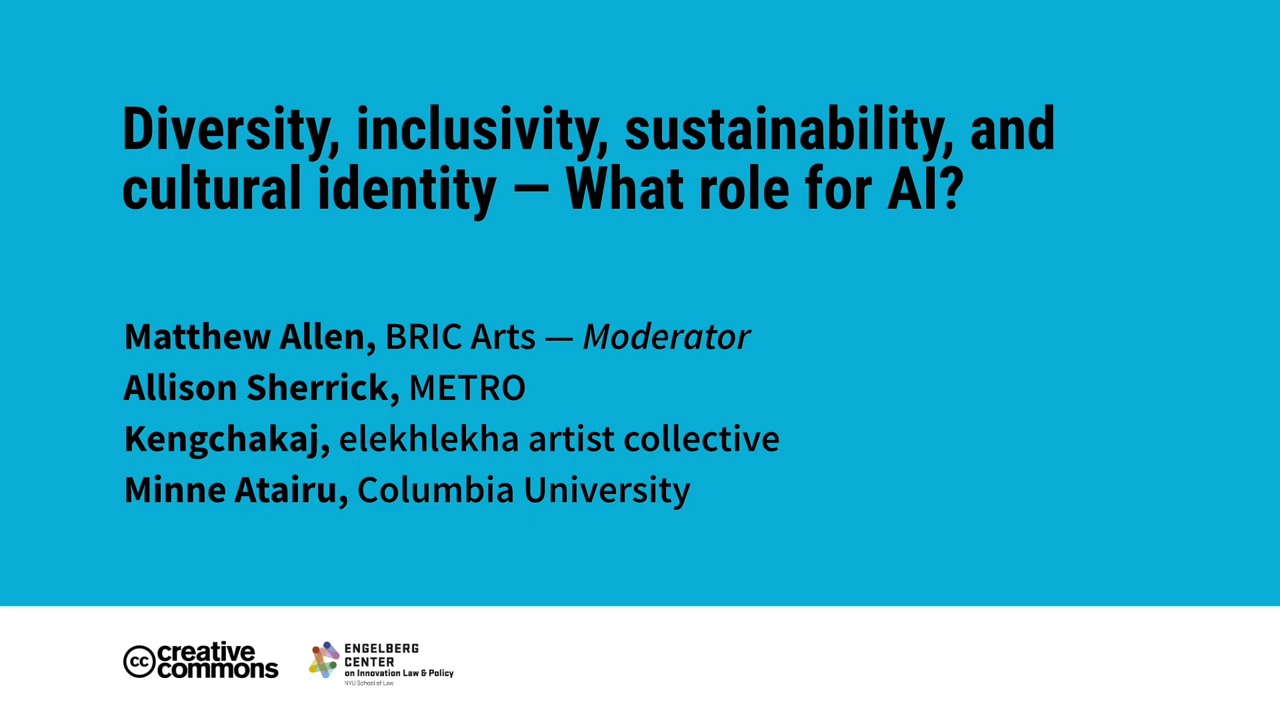 Diversity, inclusivity, sustainability, and
cultural identity — What role for AI?
Matthew Allen, BRIC Arts — Moderator
Allison Sherrick, METRO
Kengchakaj, elekhlekha artist collective
Minne Atairu, Columbia University
cc creative
commons
ENGELBERG
CENTER
on Innovation Law & Policy
NYU School of Law